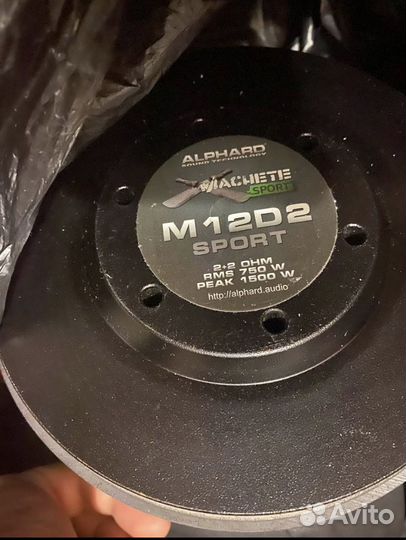 ALPHARD
SOUND TECHNOLOGY
MACHETE
SPORT
M12D2
SPORT
2+2 OHM
RMS 750 W
PEAK 1500 W
http://alphard.audio
Avito